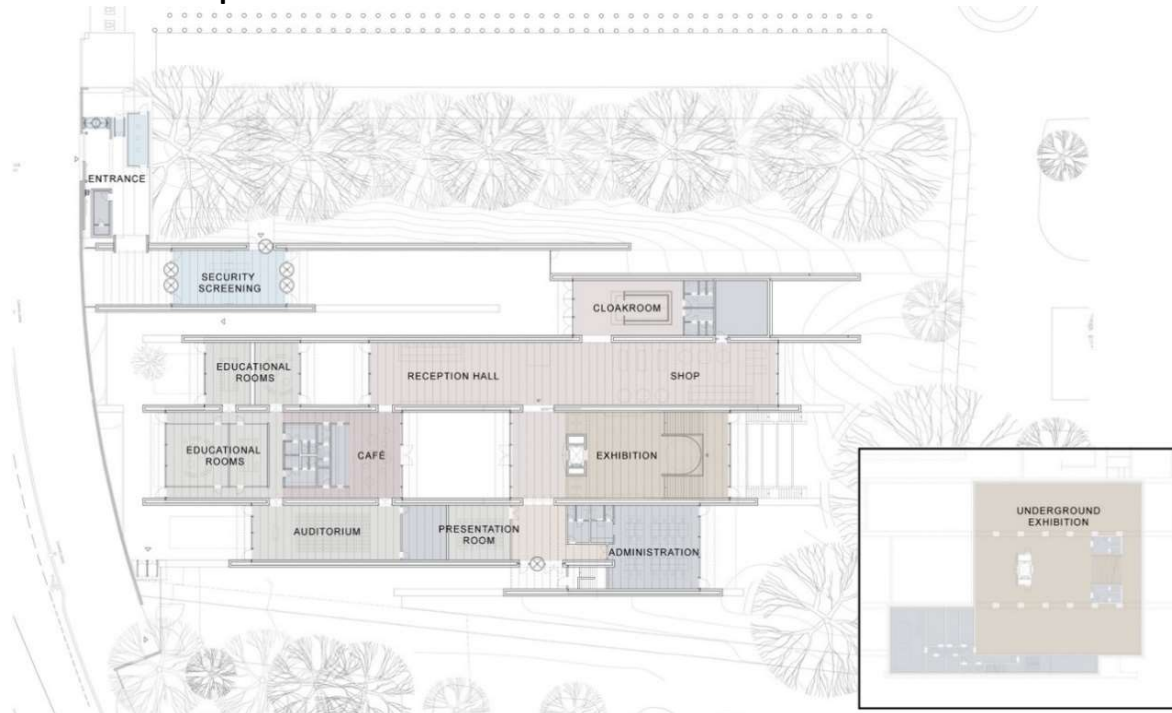 ENTRANCE
SECURITY
SCREENING
CLOAKROOM
EDUCATIONAL
ROOMS
RECEPTION HALL
SHOP
EDUCATIONAL
ROOMS
CAFÉ
EXHIBITION
AUDITORIUM
PRESENTATION
ROOM
ADMINISTRATION
UNDERGROUND
EXHIBITION